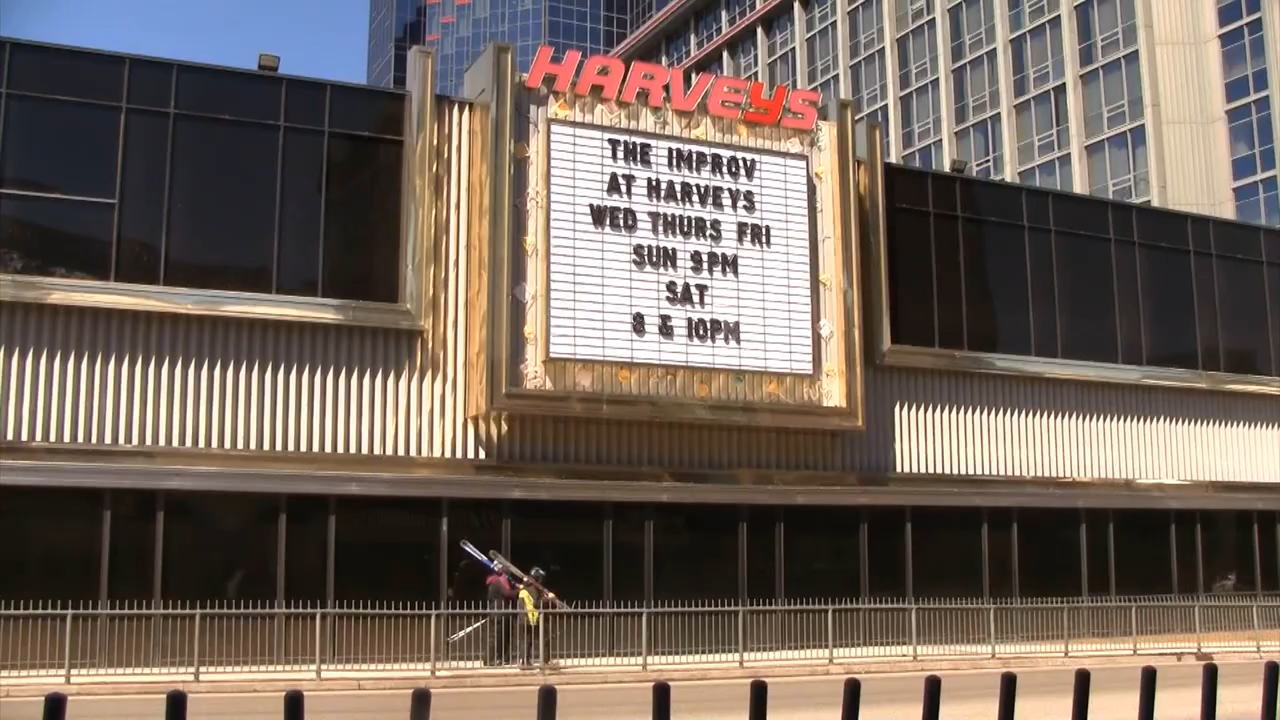 HARVEYS
THE IMPROV
AT HARVEYS
WED THURS FRI
SUN 9PM
SAT
8 & 10PM